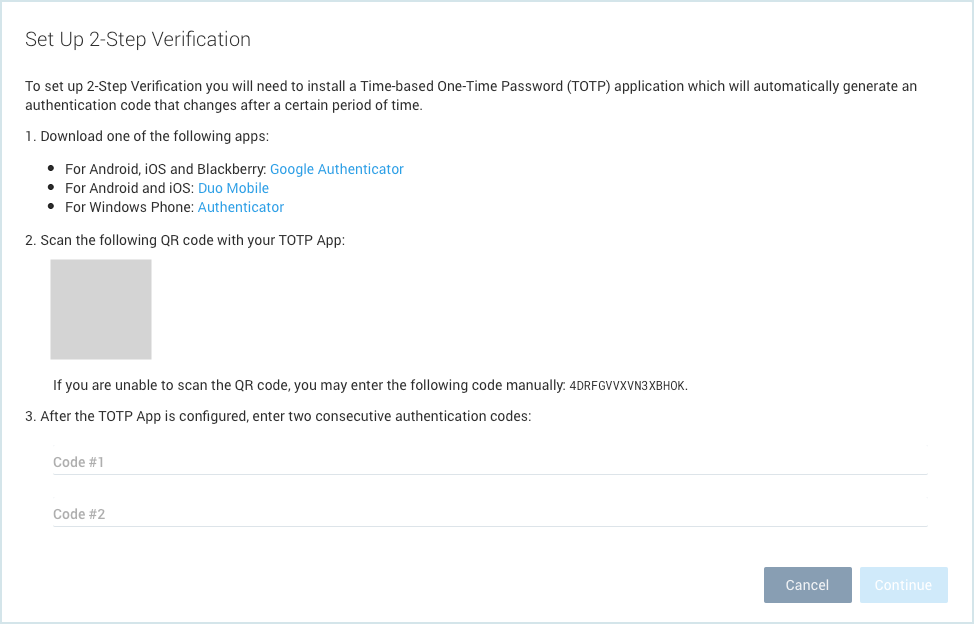 Set Up 2-Step Verification
To set up 2-Step Verification you will need to install a Time-based One-Time Password (TOTP) application which will automatically generate an
authentication code that changes after a certain period of time.
1. Download one of the following apps:
For Android, iOS and Blackberry: Google Authenticator
For Android and iOS: Duo Mobile
For Windows Phone: Authenticator
2. Scan the following QR code with your TOTP App:
If you are unable to scan the QR code, you may enter the following code manually: 4DRFGVVXVN3XBHOK.
3. After the TOTP App is configured, enter two consecutive authentication codes:
Code #1
Code #2
Cancel Continue